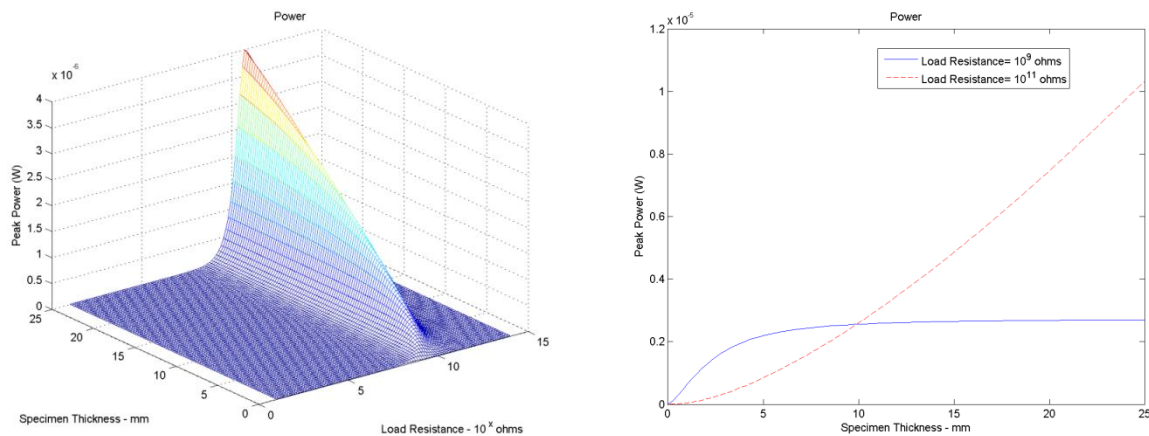 Power
x 10^-6
4
3.5
3
2.5
2
1.5
1
0.5
0
Peak Power (W)
25
20
15
10
5
0
Specimen Thickness - mm
0
5
10
15
Load Resistance - 10^x ohms
Power
x 10^-5
1.2
1
0.8
0.6
0.4
0.2
0
Peak Power (W)
Load Resistance= 10^9 ohms
Load Resistance= 10^11 ohms
0
5
10
15
20
25
Specimen Thickness - mm